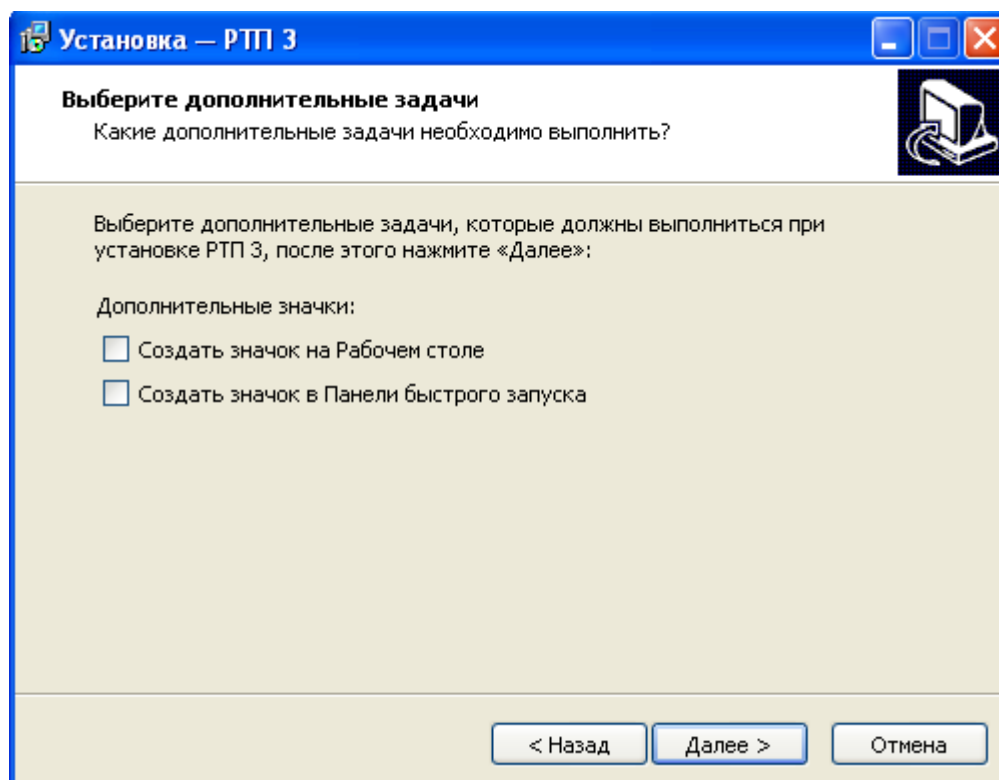 Установка — РТП 3
Выберите дополнительные задачи
Какие дополнительные задачи необходимо выполнить?
Выберите дополнительные задачи, которые должны выполниться при
установке РТП 3, после этого нажмите «Далее»:
Дополнительные значки:
Создать значок на Рабочем столе
Создать значок в Панели быстрого запуска
< Назад
Далее >
Отмена